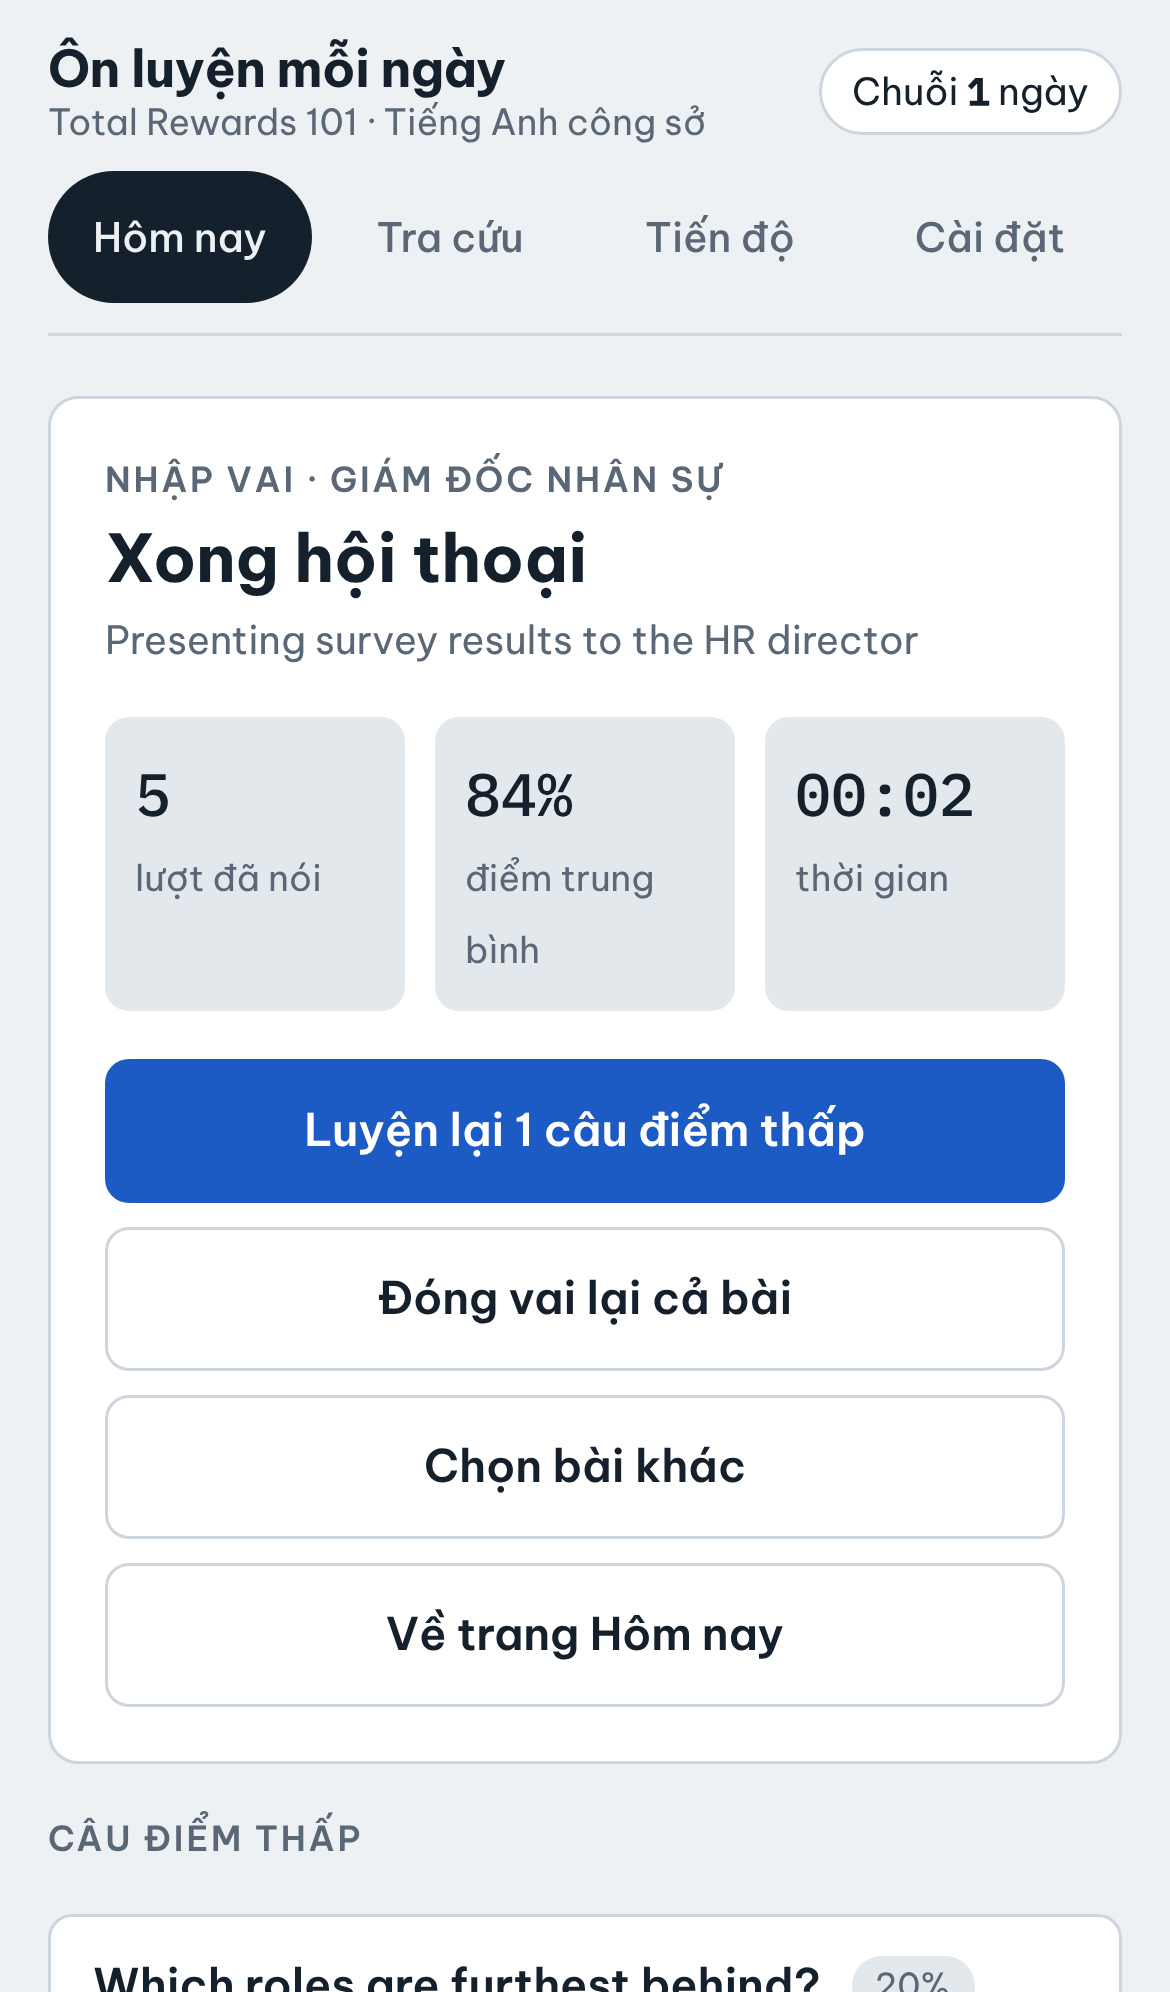 Ôn luyện mỗi ngày
Total Rewards 101 · Tiếng Anh công sở
Chuỗi 1 ngày
Hôm nay
Tra cứu
Tiến độ
Cài đặt
NHẬP VAI · GIÁM ĐỐC NHÂN SỰ
Xong hội thoại
Presenting survey results to the HR director
5
lượt đã nói
84%
điểm trung
bình
00:02
thời gian
Luyện lại 1 câu điểm thấp
Đóng vai lại cả bài
Chọn bài khác
Về trang Hôm nay
CÂU ĐIỂM THẤP
Which roles are furthest behind?
20%